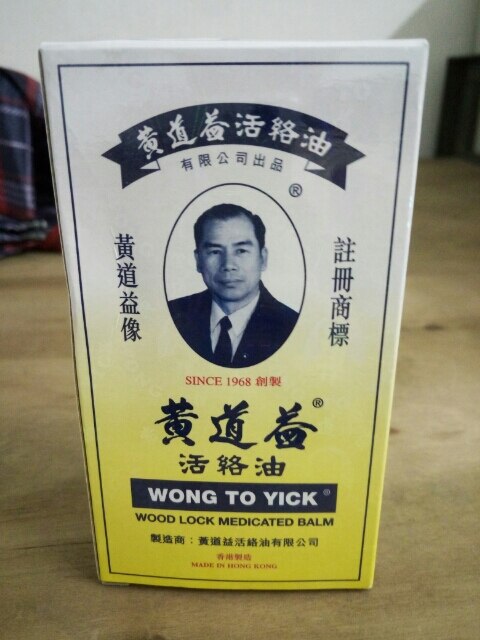 黃道益活絡油
有限公司出品
®
黃道益像
註冊商標
SINCE 1968 創製
黃道益®
活絡油
WONG TO YICK®
WOOD LOCK MEDICATED BALM
製造商：黃道益活絡油有限公司
香港製造
MADE IN HONG KONG